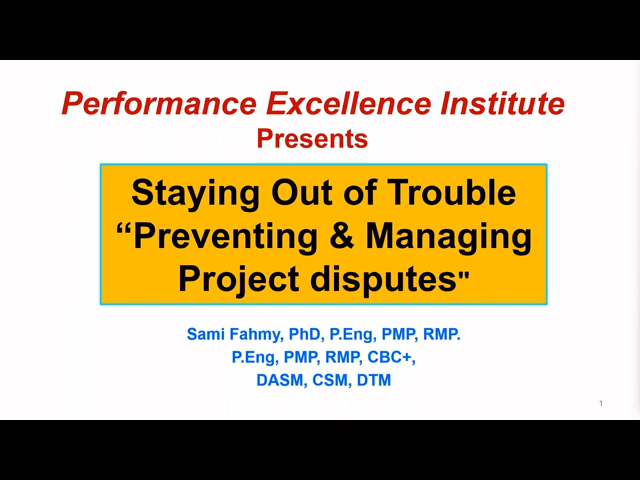 Performance Excellence Institute
Presents
Staying Out of Trouble
“Preventing & Managing
Project disputes"
Sami Fahmy, PhD, P.Eng, PMP, RMP.
P.Eng, PMP, RMP, CBC+,
DASM, CSM, DTM
1